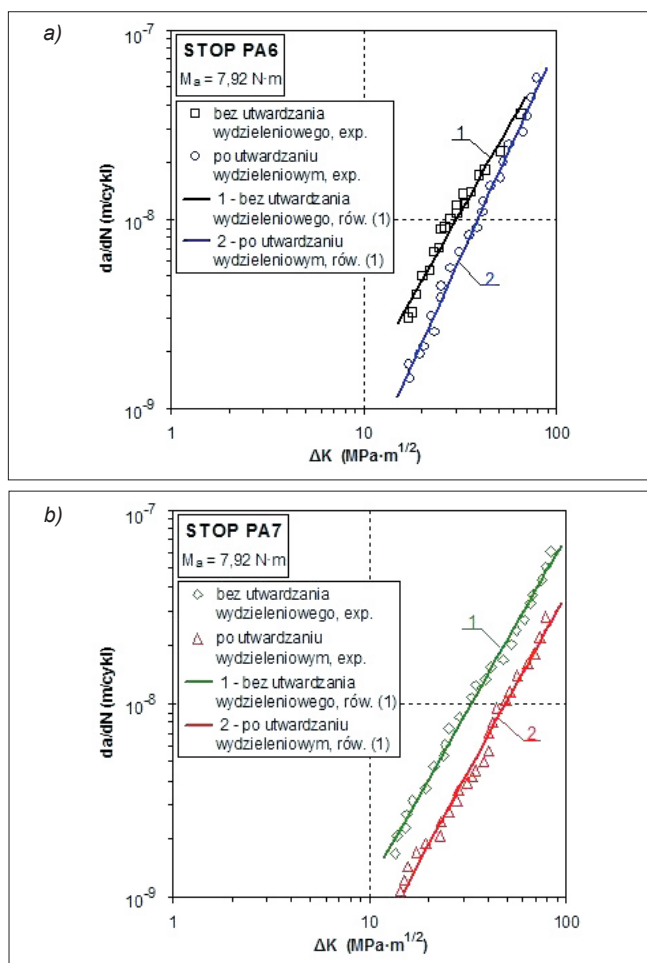 a)
10⁻⁷
STOP PA6
Mₐ = 7,92 N·m
bez utwardzania
wydzieleniowego, exp.
po utwardzaniu
wydzieleniowym, exp.
1 - bez utwardzania
wydzieleniowego, rów. (1)
2 - po utwardzaniu
wydzieleniowym, rów. (1)
1
2
da/dN (m/cykl)
10⁻⁸
10⁻⁹
1
10
100
ΔK (MPa·m¹/²)
b)
10⁻⁷
STOP PA7
Mₐ = 7,92 N·m
bez utwardzania
wydzieleniowego, exp.
po utwardzaniu
wydzieleniowym, exp.
1 - bez utwardzania
wydzieleniowego, rów. (1)
2 - po utwardzaniu
wydzieleniowym, rów. (1)
1
2
da/dN (m/cykl)
10⁻⁸
10⁻⁹
1
10
100
ΔK (MPa·m¹/²)